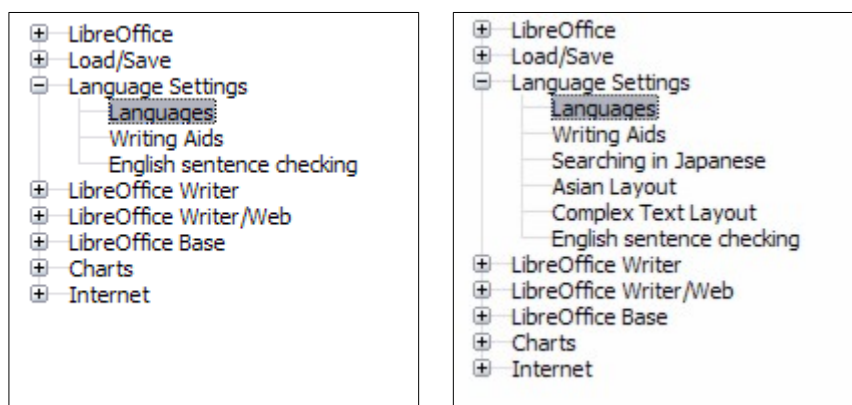 LibreOffice
Load/Save
Language Settings
Languages
Writing Aids
English sentence checking
LibreOffice Writer
LibreOffice Writer/Web
LibreOffice Base
Charts
Internet
LibreOffice
Load/Save
Language Settings
Languages
Writing Aids
Searching in Japanese
Asian Layout
Complex Text Layout
English sentence checking
LibreOffice Writer
LibreOffice Writer/Web
LibreOffice Base
Charts
Internet